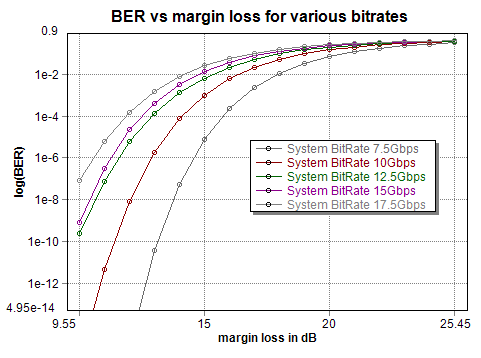 BER vs margin loss for various bitrates
0.9
1e-2
1e-4
1e-6
1e-8
1e-10
1e-12
4.95e-14
log(BER)
System BitRate 7.5Gbps
System BitRate 10Gbps
System BitRate 12.5Gbps
System BitRate 15Gbps
System BitRate 17.5Gbps
9.55 15 20 25.45
margin loss in dB